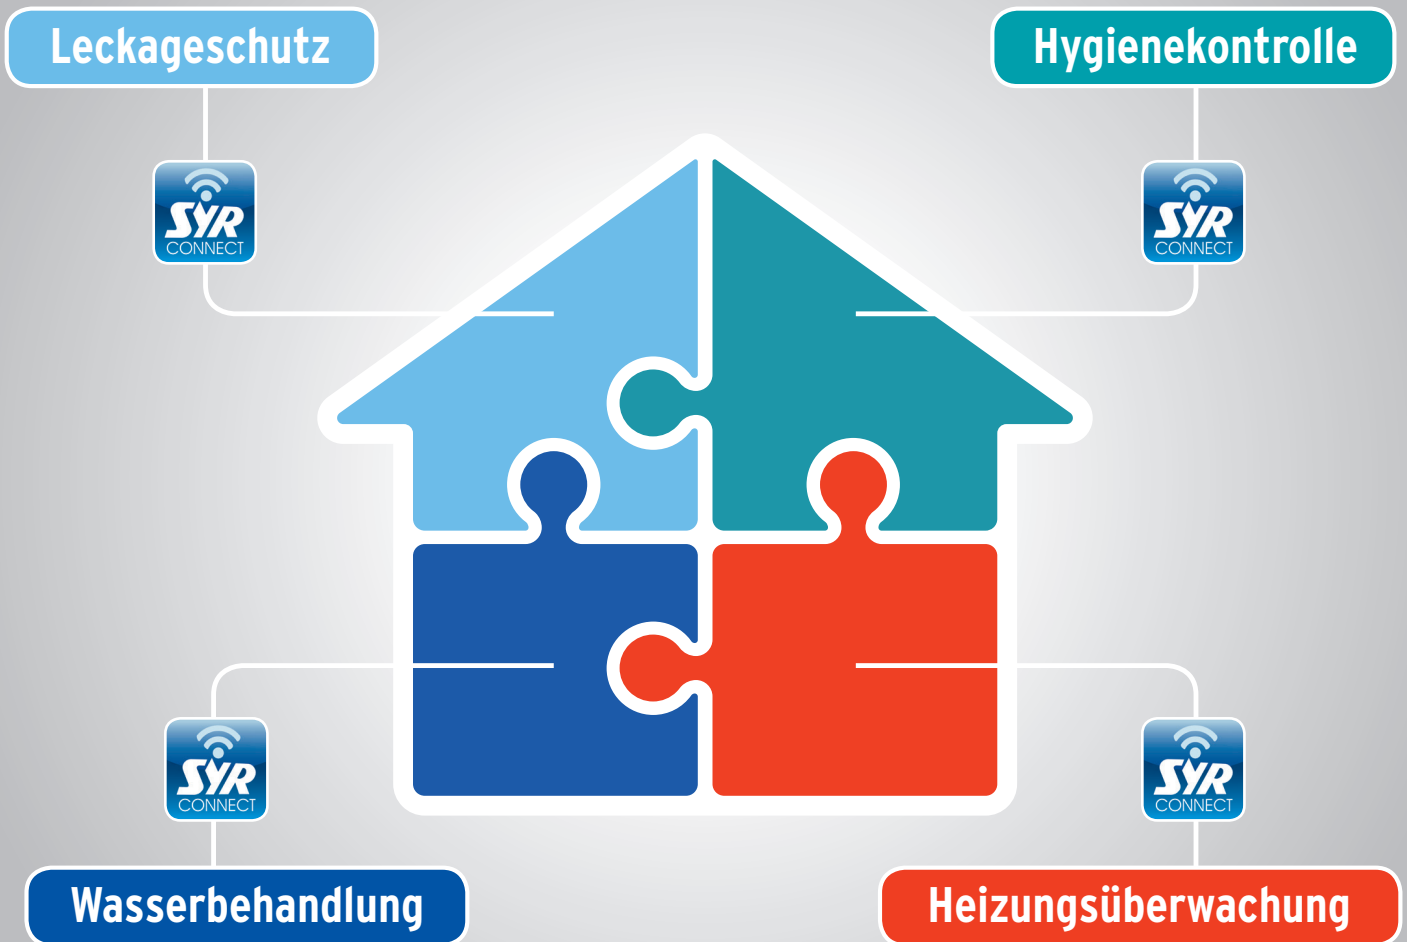 Leckageschutz
Hygienekontrolle
SYR
CONNECT
SYR
CONNECT
SYR
CONNECT
SYR
CONNECT
Wasserbehandlung
Heizungsüberwachung